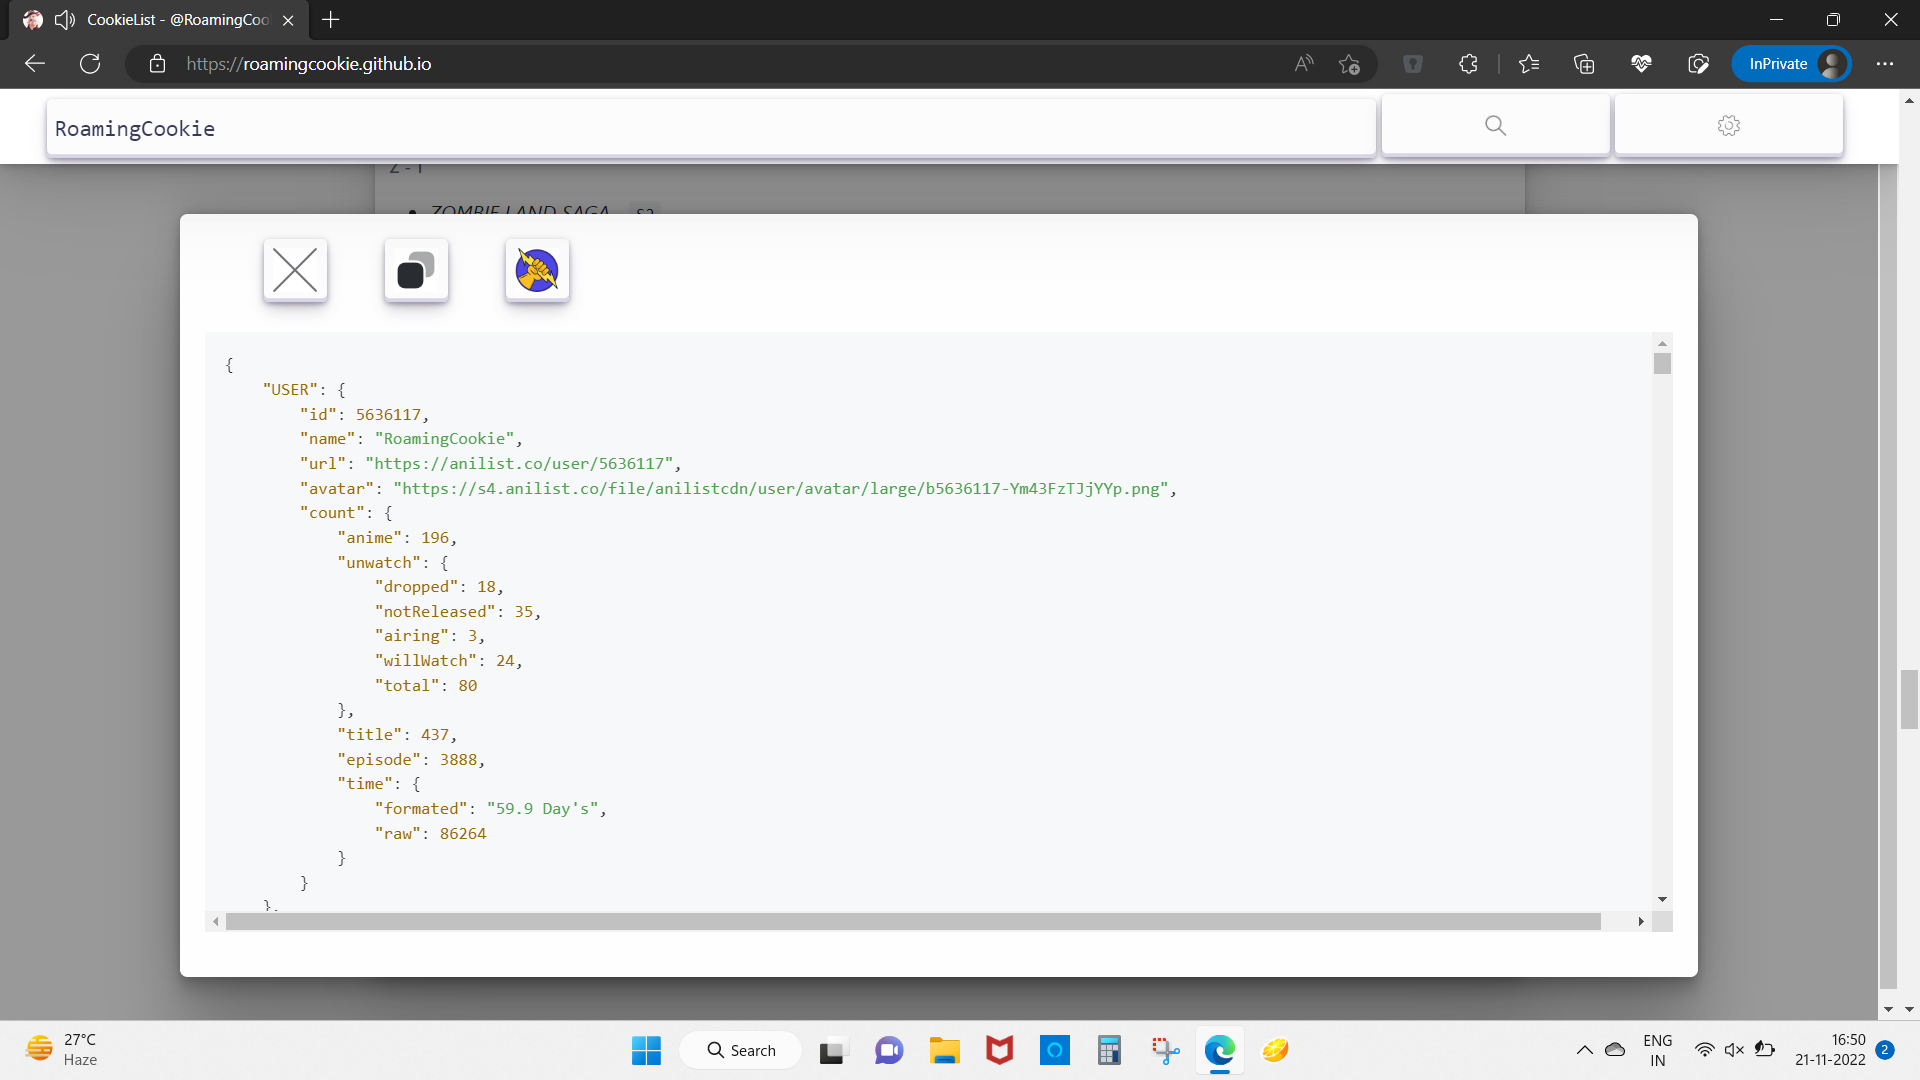 CookieList - @RoamingCoo
https://roamingcookie.github.io
InPrivate
RoamingCookie
Z - 1
ZOMBIE LAND SAGA S2
{
"USER": {
"id": 5636117,
"name": "RoamingCookie",
"url": "https://anilist.co/user/5636117",
"avatar": "https://s4.anilist.co/file/anilistcdn/user/avatar/large/b5636117-Ym43FzTJjYYp.png",
"count": {
"anime": 196,
"unwatch": {
"dropped": 18,
"notReleased": 35,
"airing": 3,
"willWatch": 24,
"total": 80
},
"title": 437,
"episode": 3888,
"time": {
"formated": "59.9 Day's",
"raw": 86264
}
}
},
27°C
Haze
Search
ENG
IN
16:50
21-11-2022
2